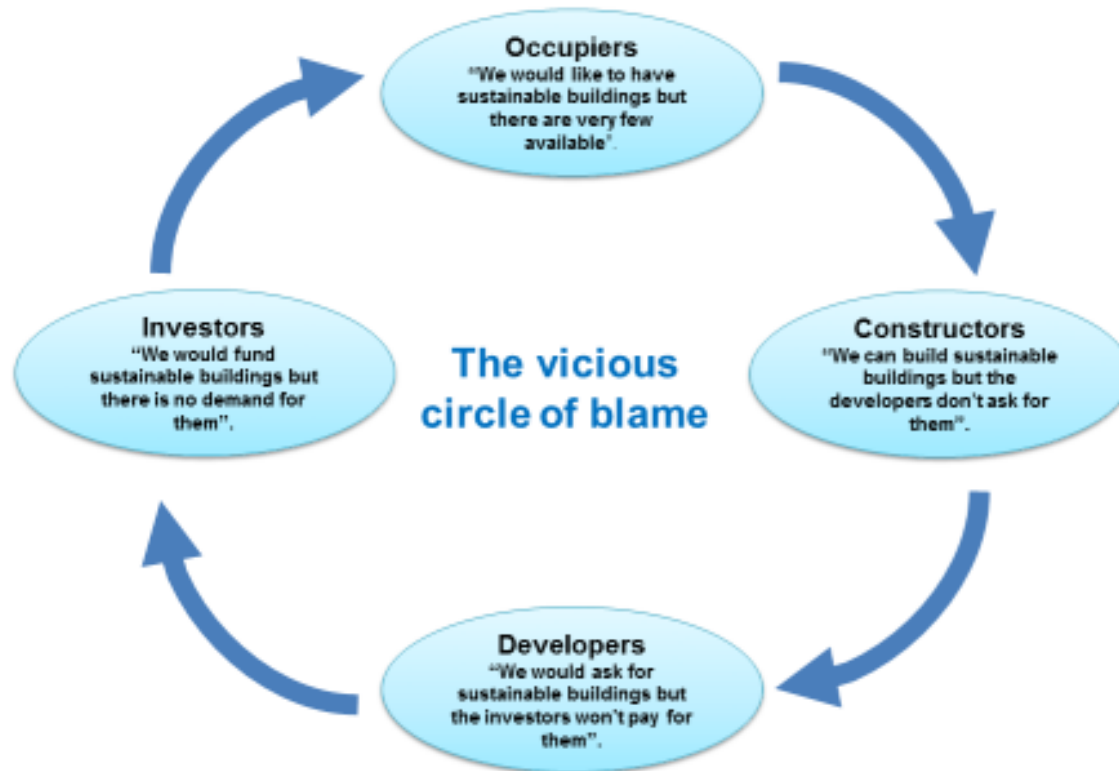 Occupiers
“We would like to have
sustainable buildings but
there are very few
available”.
Investors
“We would fund
sustainable buildings but
there is no demand for
them”.
The vicious
circle of blame
Constructors
“We can build sustainable
buildings but the
developers don’t ask for
them”.
Developers
“We would ask for
sustainable buildings but
the investors won’t pay for
them”.